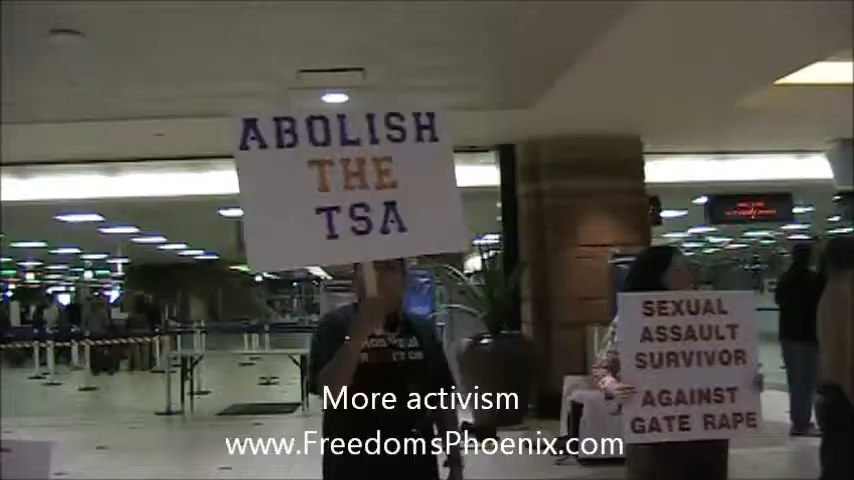 ABOLISH
THE
TSA
SEXUAL
ASSAULT
SURVIVOR
AGAINST
GATE RAPE
More activism
www.FreedomsPhoenix.com